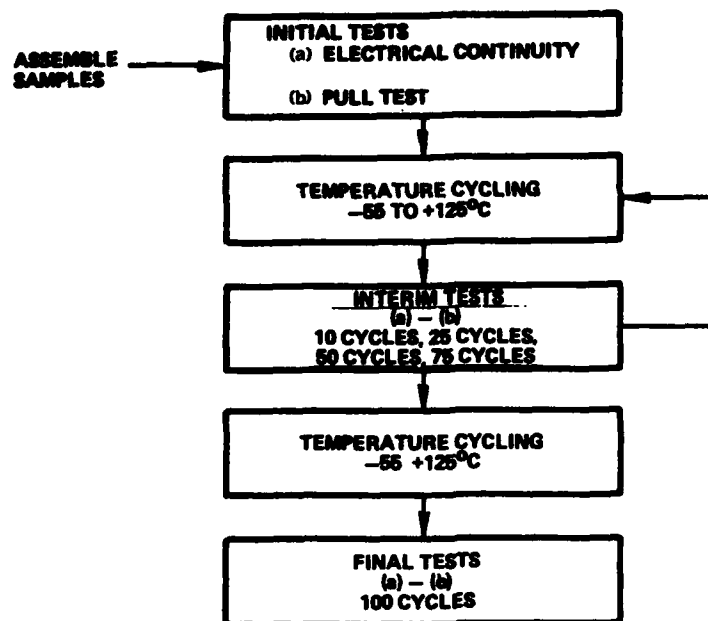 ASSEMBLE
SAMPLES
INITIAL TESTS
(a) ELECTRICAL CONTINUITY
(b) PULL TEST
TEMPERATURE CYCLING
–55 TO +125°C
INTERIM TESTS
(a) – (b)
10 CYCLES, 25 CYCLES,
50 CYCLES, 75 CYCLES
TEMPERATURE CYCLING
–55 +125°C
FINAL TESTS
(a) – (b)
100 CYCLES